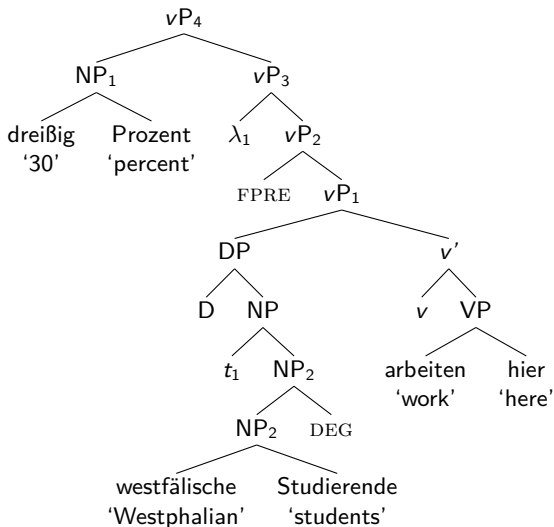 vP₄
NP₁ vP₃
dreißig Prozent λ₁ vP₂
‘30’ ‘percent’
FPRE vP₁
DP v’
D NP v VP
t₁ NP₂ arbeiten hier
‘work’ ‘here’
NP₂ DEG
westfälische Studierende
‘Westphalian’ ‘students’